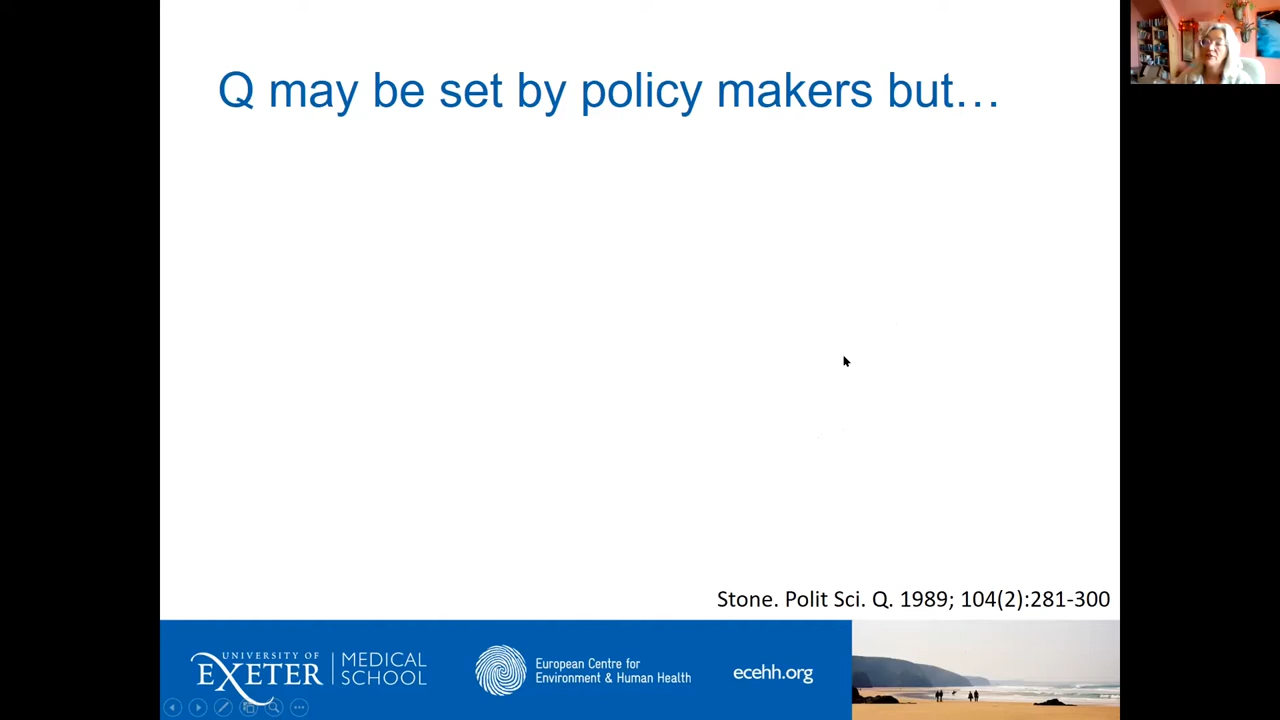 Q may be set by policy makers but…
Stone. Polit Sci. Q. 1989; 104(2):281-300
UNIVERSITY OF
EXETER
MEDICAL
SCHOOL
European Centre for
Environment & Human Health
ecehh.org